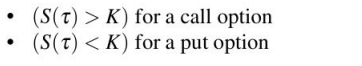 • (S(τ) > K) for a call option
• (S(τ) < K) for a put option